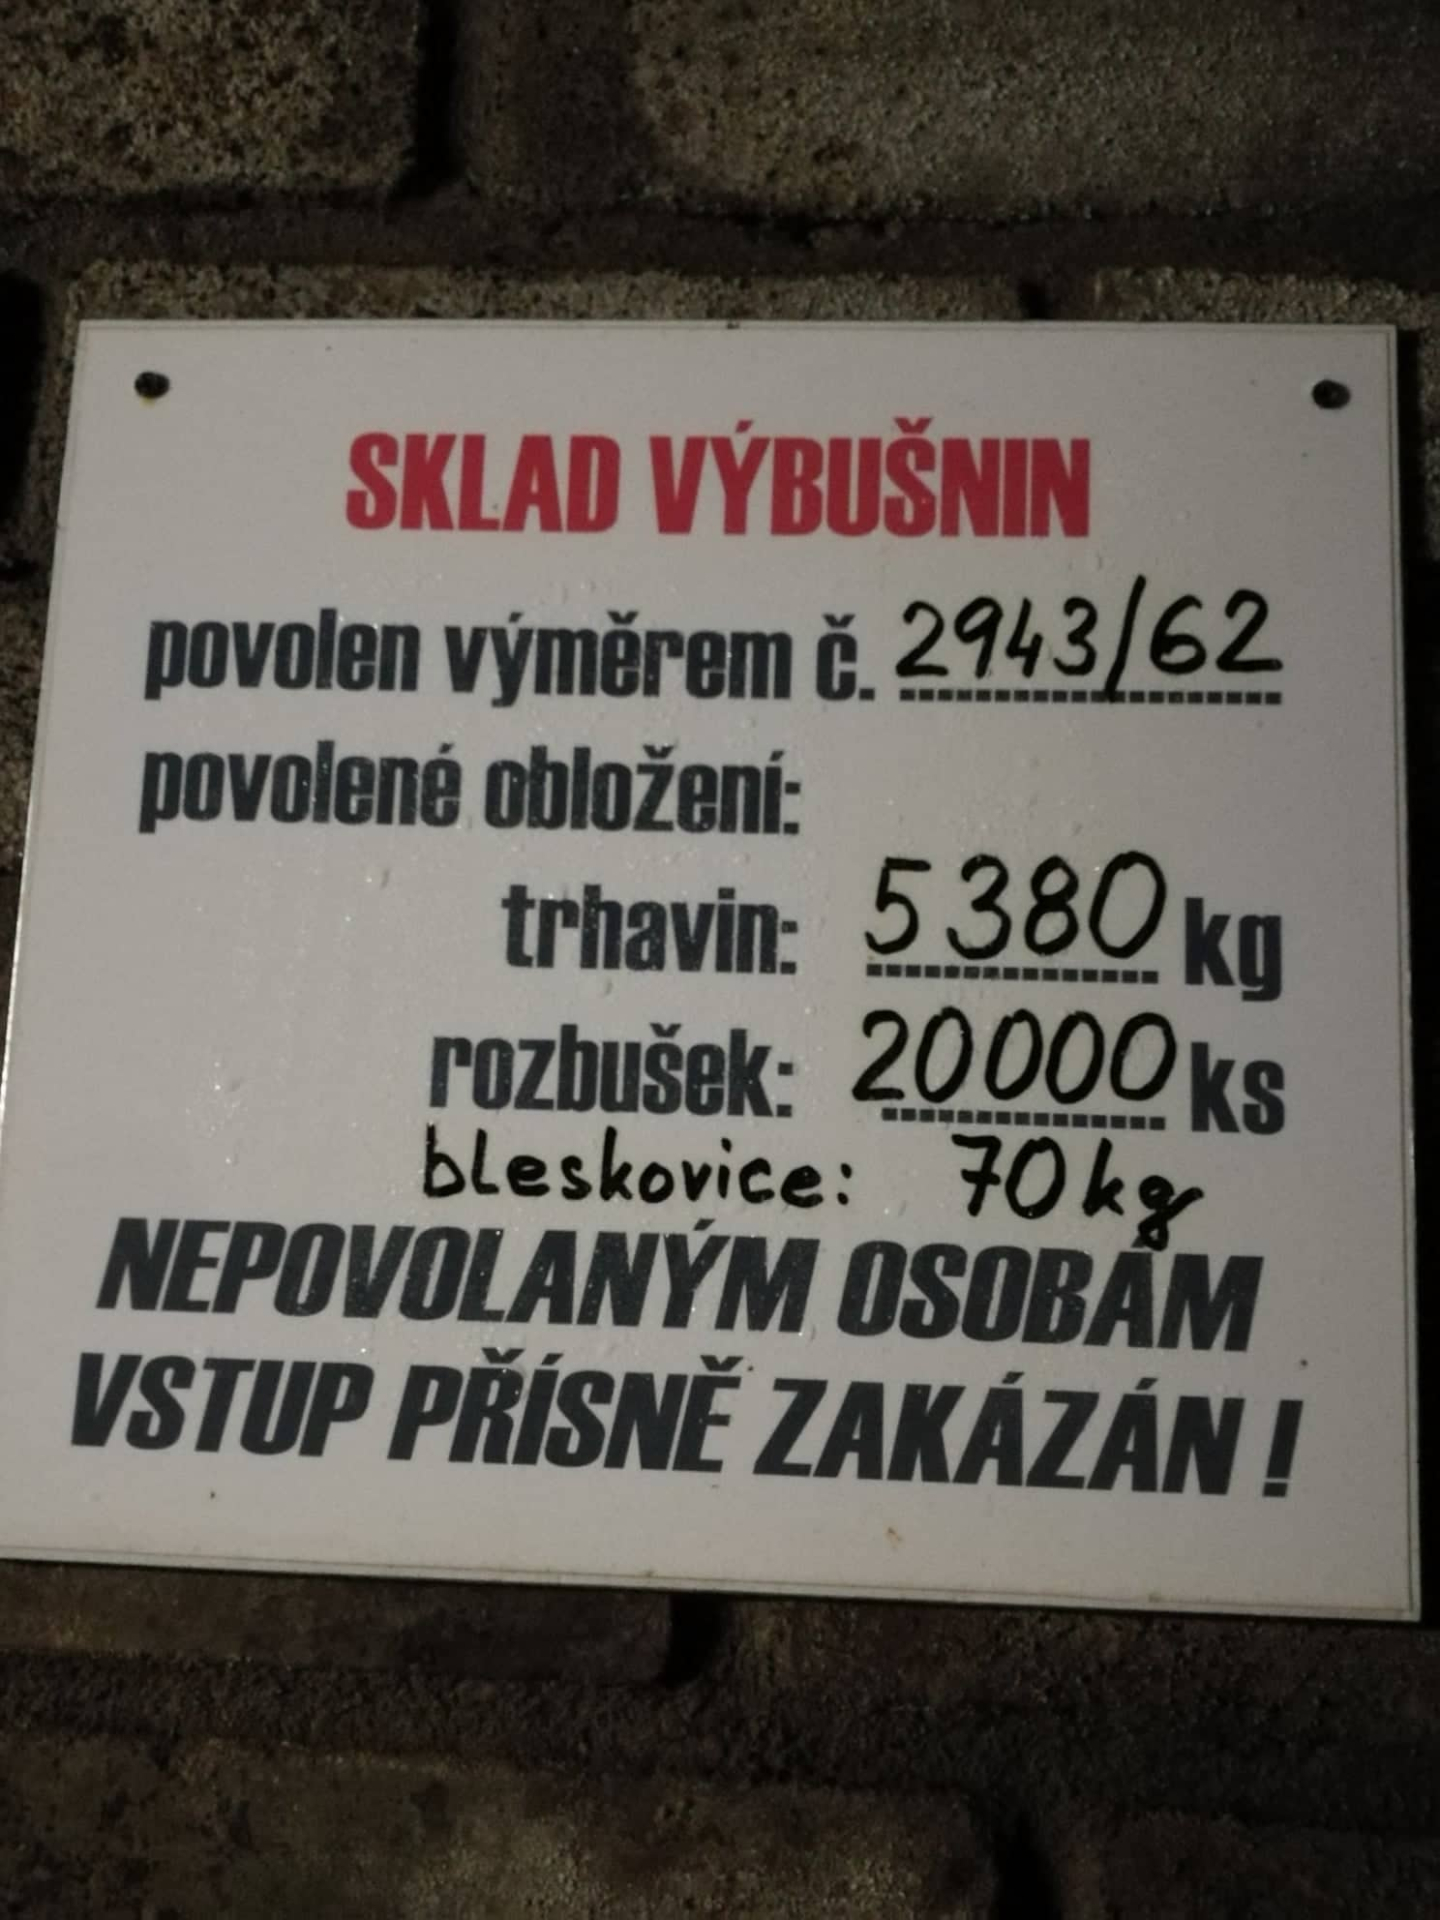 SKLAD VÝBUŠNIN
povolen výměrem č. 2943/62
povolené obložení:
trhavin: 5380 kg
rozbušek: 20000 ks
bleskovice: 70 kg
NEPOVOLANÝM OSOBÁM
VSTUP PŘÍSNĚ ZAKÁZÁN!